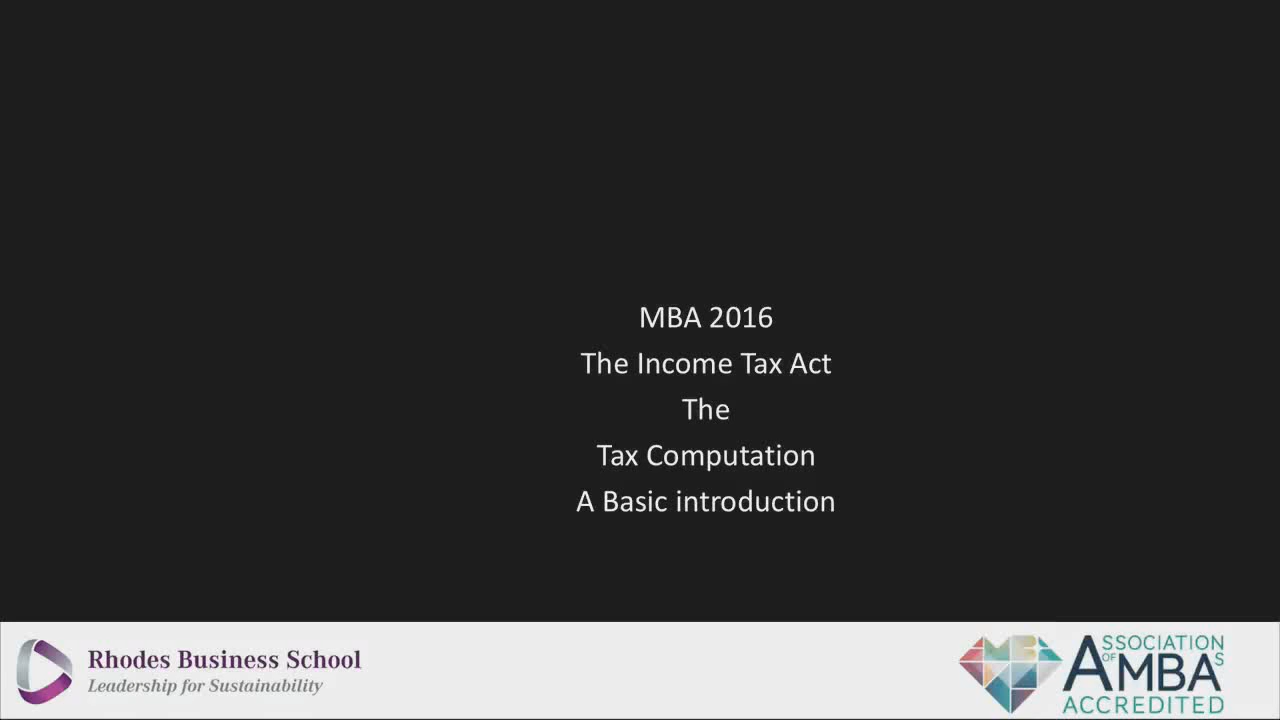 MBA 2016
The Income Tax Act
The
Tax Computation
A Basic introduction
Rhodes Business School
Leadership for Sustainability
ASSOCIATION
OF AMBA'S
ACCREDITED